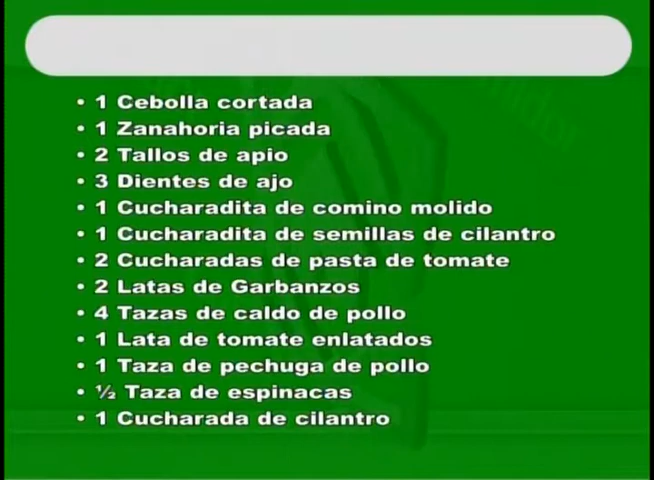 • 1 Cebolla cortada
• 1 Zanahoria picada
• 2 Tallos de apio
• 3 Dientes de ajo
• 1 Cucharadita de comino molido
• 1 Cucharadita de semillas de cilantro
• 2 Cucharadas de pasta de tomate
• 2 Latas de Garbanzos
• 4 Tazas de caldo de pollo
• 1 Lata de tomate enlatados
• 1 Taza de pechuga de pollo
• ½ Taza de espinacas
• 1 Cucharada de cilantro